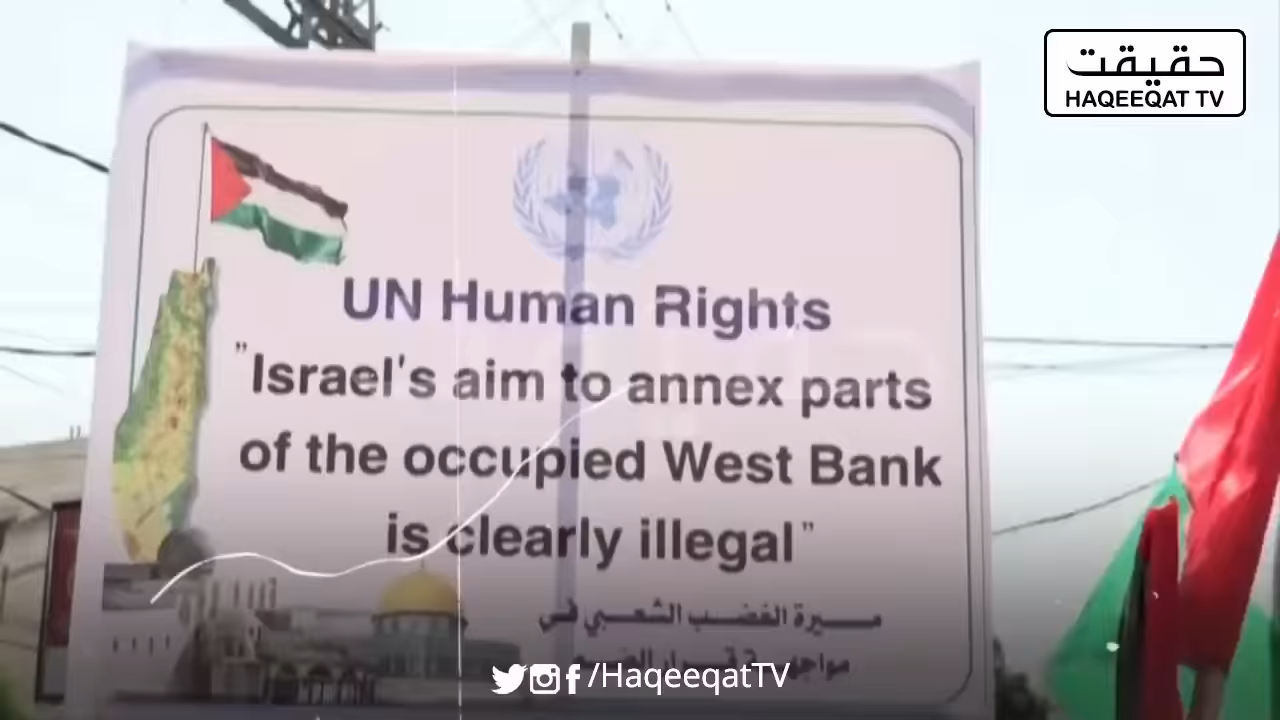 حقيقت
HAQEEQAT TV
UN Human Rights
"Israel's aim to annex parts
of the occupied West Bank
is clearly illegal"
مسيرة الغضب الشعبي في
/HaqeeqatTV